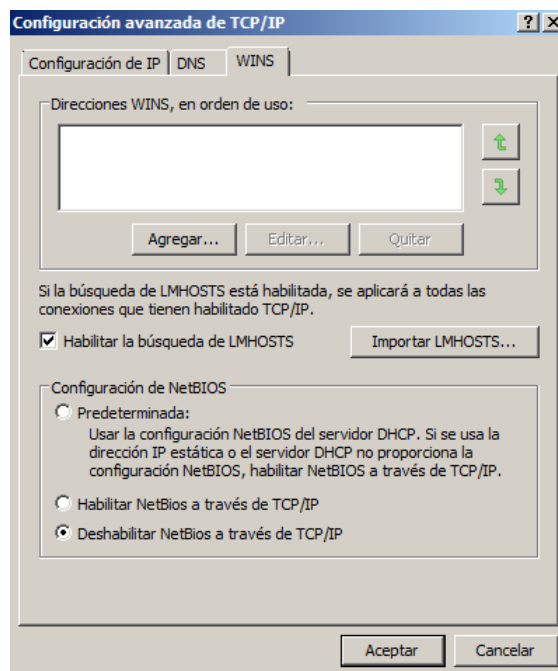 Configuración avanzada de TCP/IP
Configuración de IP
DNS
WINS
Direcciones WINS, en orden de uso:
Agregar...
Editar...
Quitar
Si la búsqueda de LMHOSTS está habilitada, se aplicará a todas las
conexiones que tienen habilitado TCP/IP.
Habilitar la búsqueda de LMHOSTS
Importar LMHOSTS...
Configuración de NetBIOS
Predeterminada:
Usar la configuración NetBIOS del servidor DHCP. Si se usa la
dirección IP estática o el servidor DHCP no proporciona la
configuración NetBIOS, habilitar NetBIOS a través de TCP/IP.
Habilitar NetBios a través de TCP/IP
Deshabilitar NetBios a través de TCP/IP
Aceptar
Cancelar